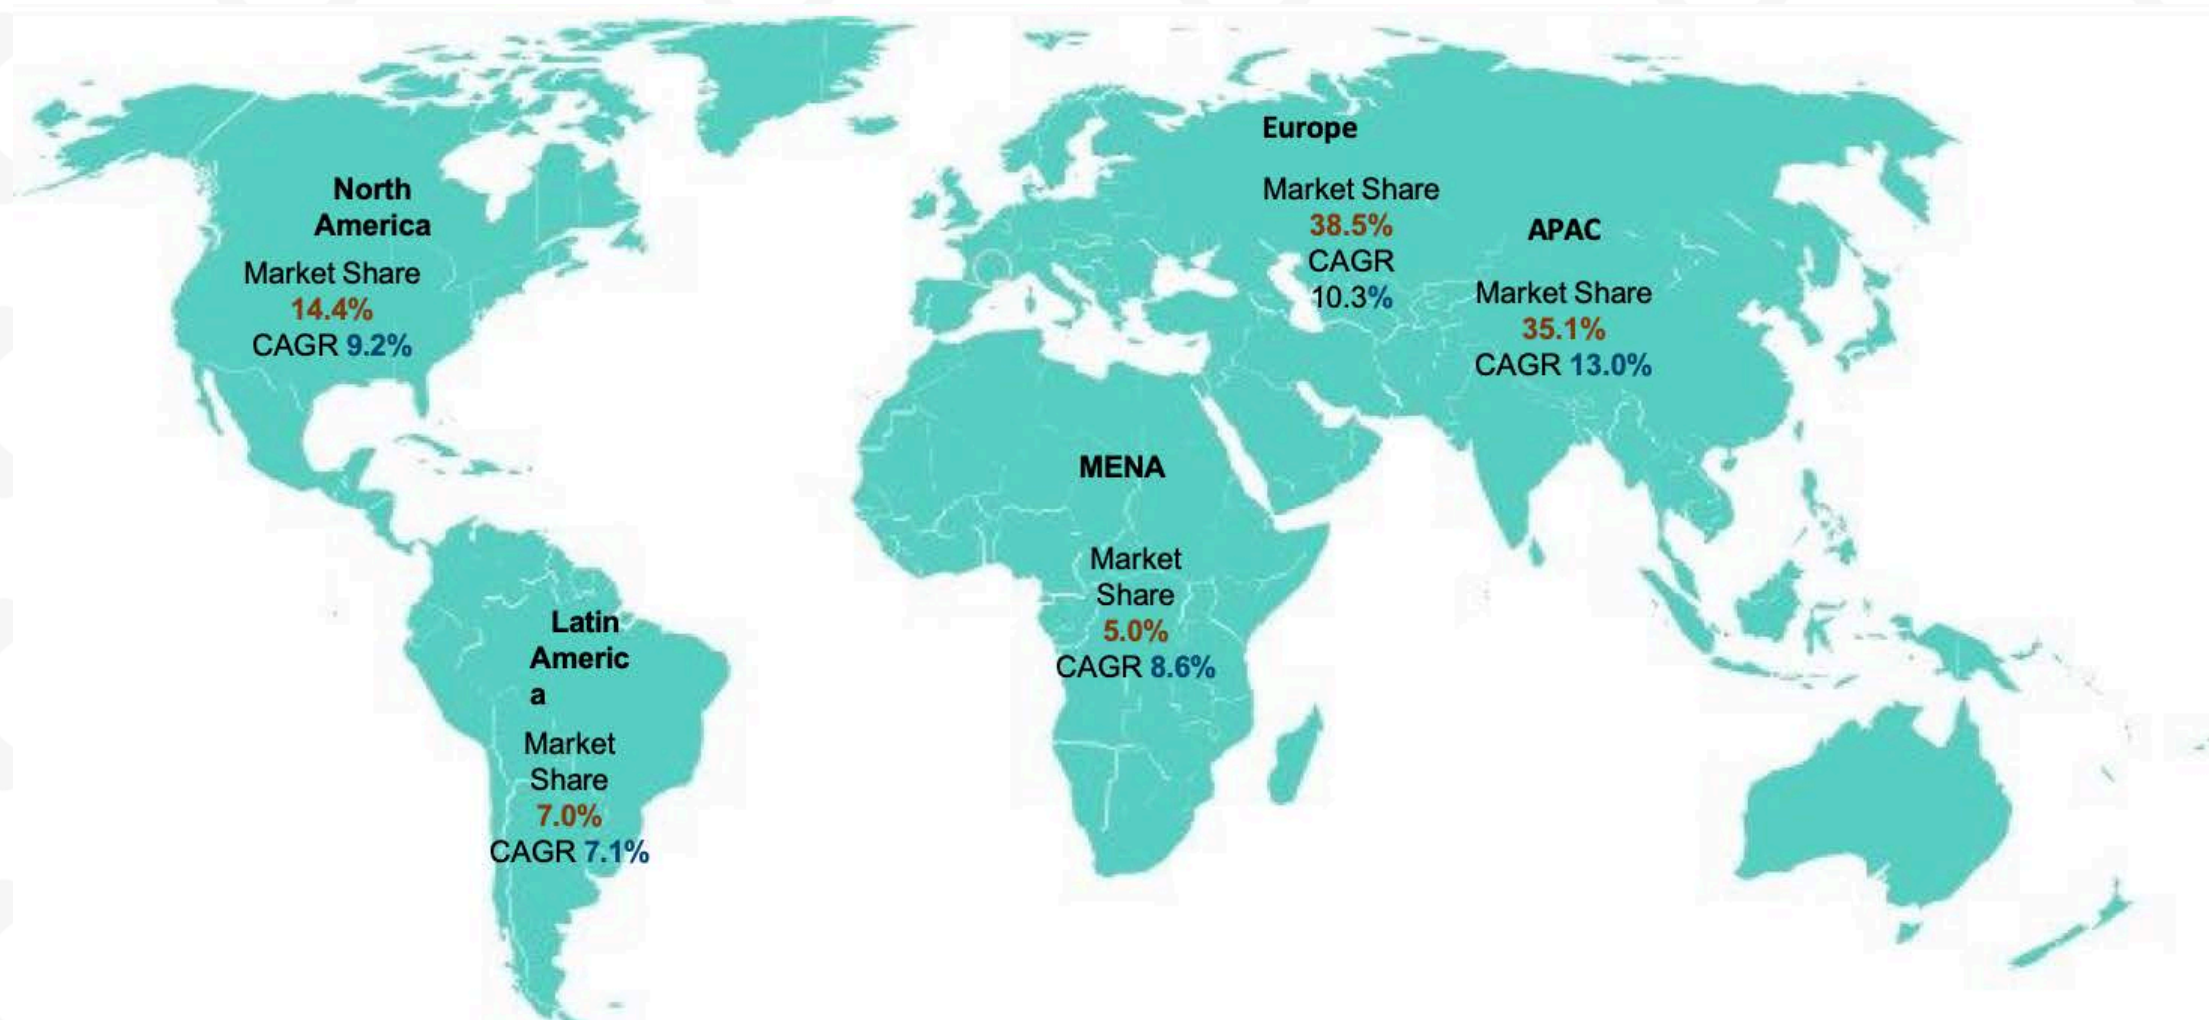 North
America
Market Share
14.4%
CAGR 9.2%
Latin
Americ
a
Market
Share
7.0%
CAGR 7.1%
Europe
Market Share
38.5%
CAGR
10.3%
APAC
Market Share
35.1%
CAGR 13.0%
MENA
Market
Share
5.0%
CAGR 8.6%